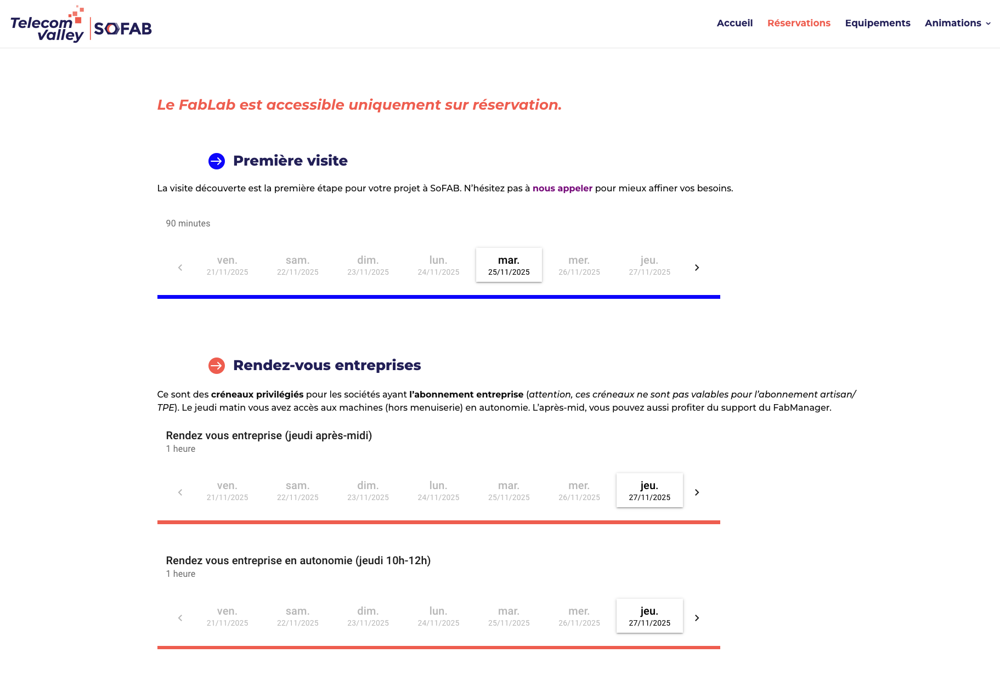 Telecom
Valley
SOFAB
Accueil
Réservations
Equipements
Animations
Le FabLab est accessible uniquement sur réservation.
Première visite
La visite découverte est la première étape pour votre projet à SoFAB. N’hésitez pas à nous appeler pour mieux affiner vos besoins.
90 minutes
ven. sam. dim. lun. mar. mer. jeu.
21/11/2025 22/11/2025 23/11/2025 24/11/2025 25/11/2025 26/11/2025 27/11/2025
Rendez-vous entreprises
Ce sont des créneaux privilégiés pour les sociétés ayant l’abonnement entreprise (attention, ces créneaux ne sont pas valables pour l’abonnement artisan/
TPE). Le jeudi matin vous avez accès aux machines (hors menuiserie) en autonomie. L’après-mid, vous pouvez aussi profiter du support du FabManager.
Rendez vous entreprise (jeudi après-midi)
1 heure
ven. sam. dim. lun. mar. mer. jeu.
21/11/2025 22/11/2025 23/11/2025 24/11/2025 25/11/2025 26/11/2025 27/11/2025
Rendez vous entreprise en autonomie (jeudi 10h-12h)
1 heure
ven. sam. dim. lun. mar. mer. jeu.
21/11/2025 22/11/2025 23/11/2025 24/11/2025 25/11/2025 26/11/2025 27/11/2025